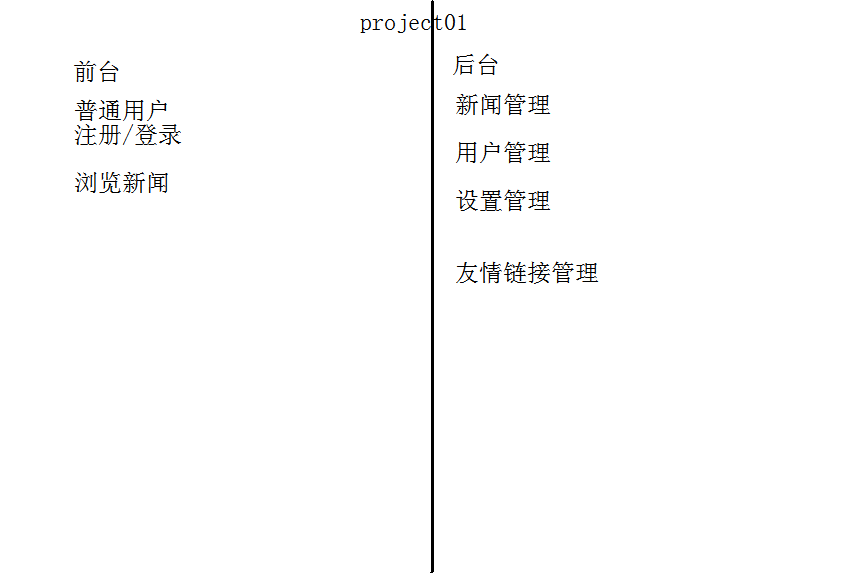 project01
前台
普通用户
注册/登录
浏览新闻
后台
新闻管理
用户管理
设置管理
友情链接管理